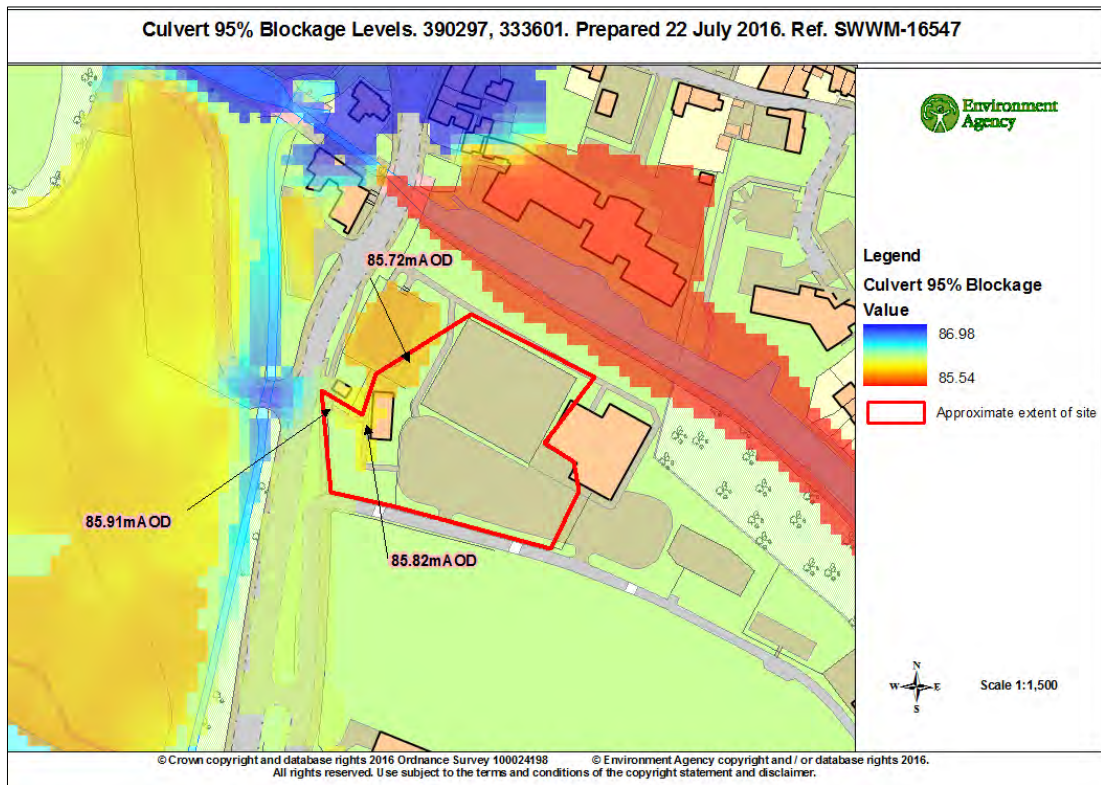 Culvert 95% Blockage Levels. 390297, 333601. Prepared 22 July 2016. Ref. SWWM-16547
Environment
Agency
85.72mAOD
85.91mAOD
85.82mAOD
Legend
Culvert 95% Blockage
Value
86.98
85.54
Approximate extent of site
N
W E
S
Scale 1:1,500
© Crown copyright and database rights 2016 Ordnance Survey 100024198 © Environment Agency copyright and / or database rights 2016.
All rights reserved. Use subject to the terms and conditions of the copyright statement and disclaimer.